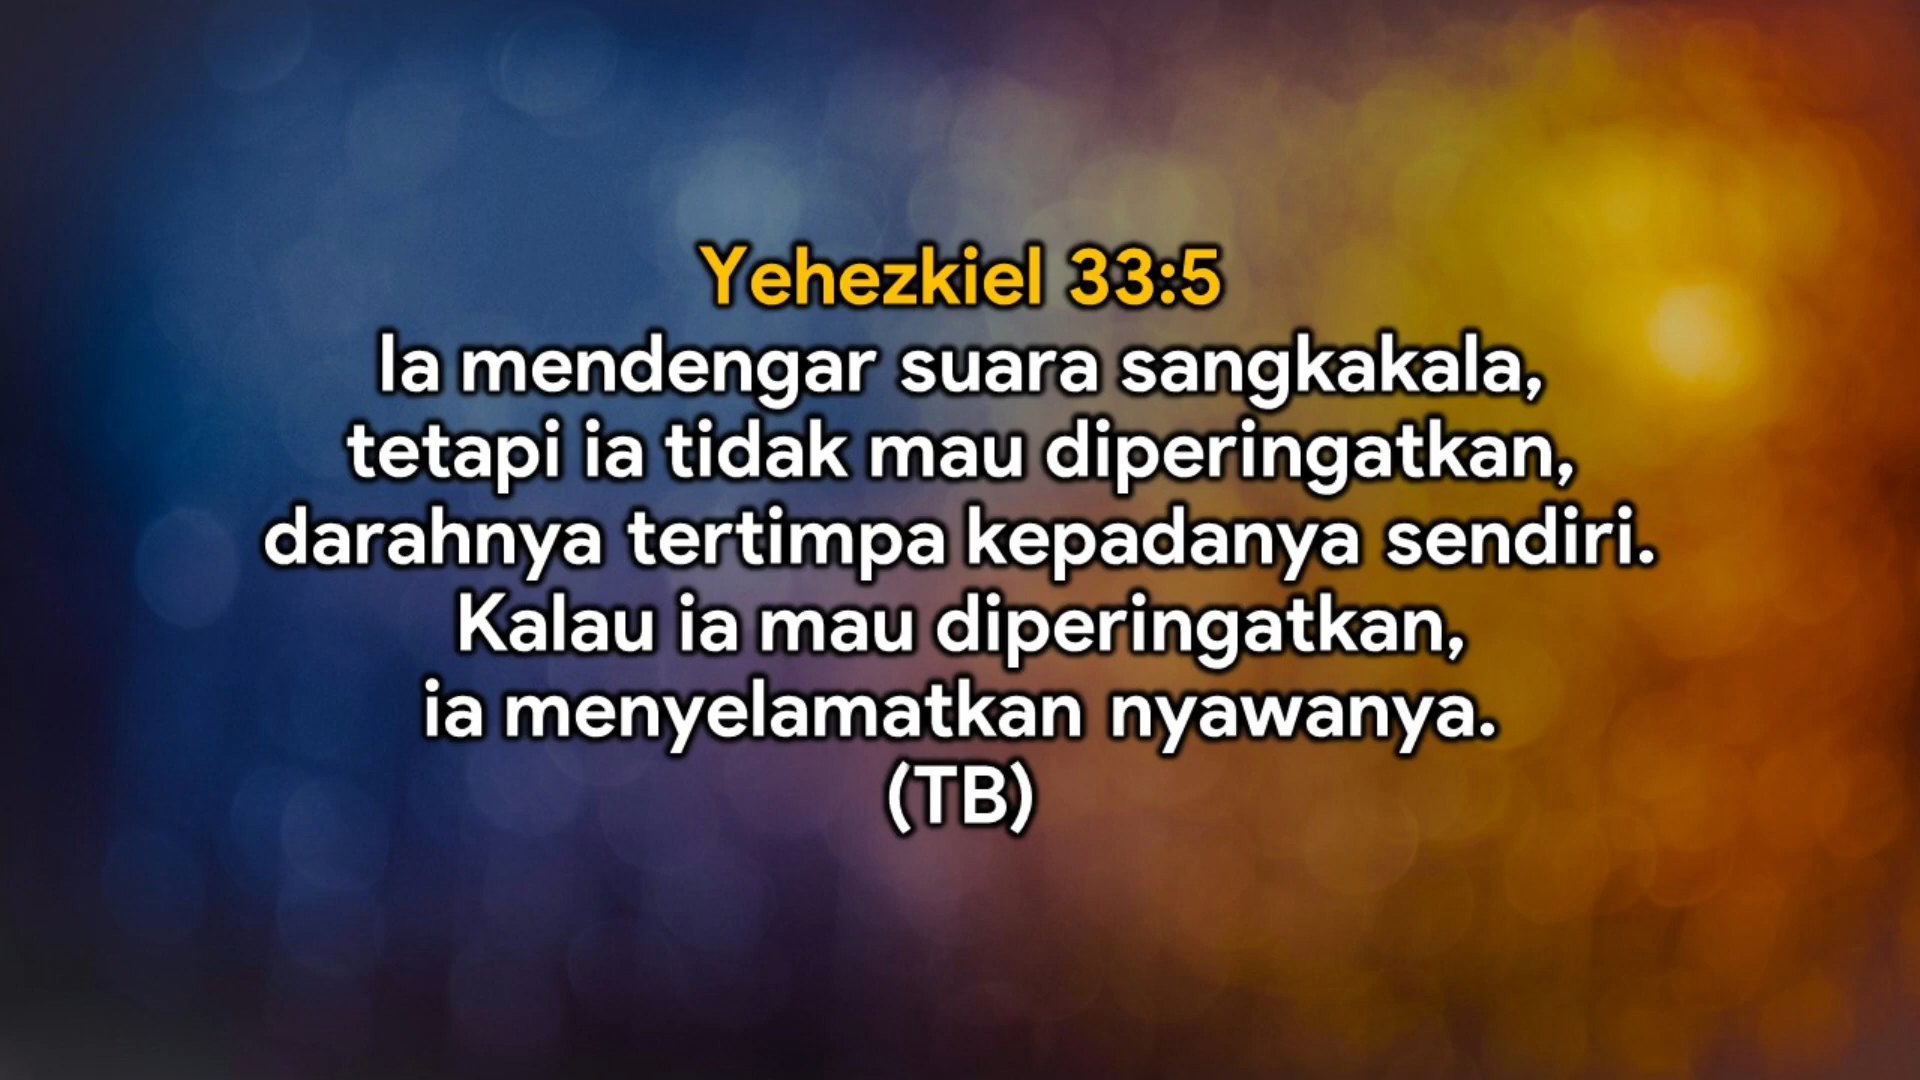 Yehezkiel 33:5
Ia mendengar suara sangkakala,
tetapi ia tidak mau diperingatkan,
darahnya tertimpa kepadanya sendiri.
Kalau ia mau diperingatkan,
ia menyelamatkan nyawanya.
(TB)